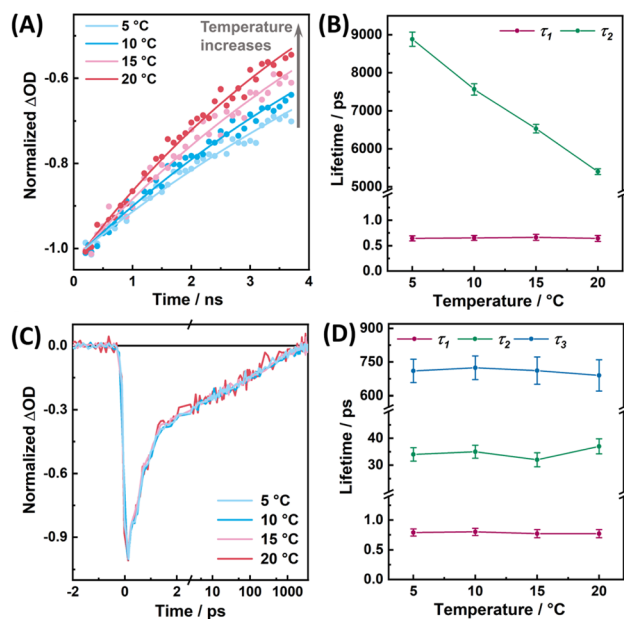 (A)
5 °C
10 °C
15 °C
20 °C
Temperature
increases
Normalized ΔOD
-0.6
-0.8
-1.0
0
1
2
3
4
Time / ns
(B)
τ1
τ2
Lifetime / ps
9000
8000
7000
6000
5000
1.0
0.5
0.0
5
10
15
20
Temperature / °C
(C)
Normalized ΔOD
0.0
-0.3
-0.6
-0.9
5 °C
10 °C
15 °C
20 °C
-2
0
2
10
100
1000
Time / ps
(D)
τ1
τ2
τ3
Lifetime / ps
900
750
600
40
30
1.0
0.5
0.0
5
10
15
20
Temperature / °C